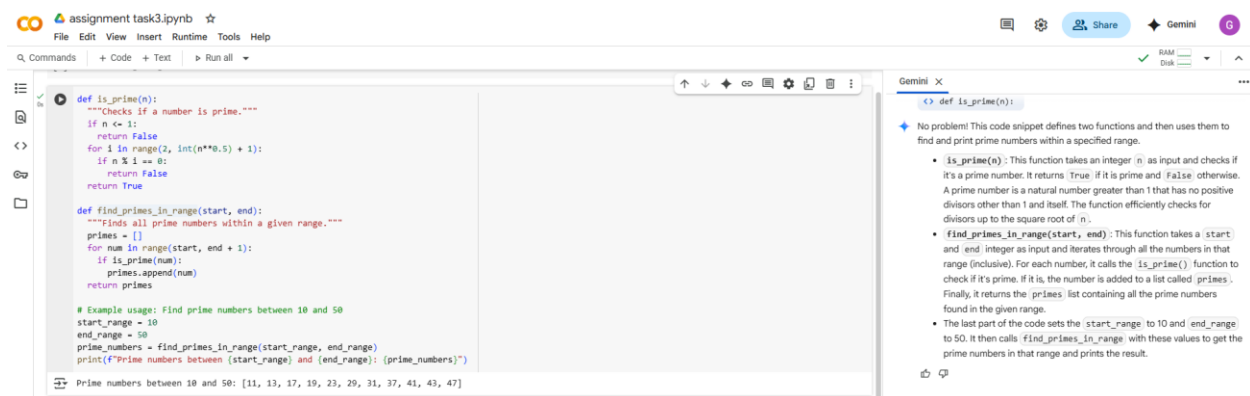 assignment task3.ipynb
File Edit View Insert Runtime Tools Help
Share
Gemini
G
Commands + Code + Text Run all
RAM
Disk
0s
def is_prime(n):
"""Checks if a number is prime."""
if n <= 1:
return False
for i in range(2, int(n**0.5) + 1):
if n % i == 0:
return False
return True
def find_primes_in_range(start, end):
"""Finds all prime numbers within a given range."""
primes = []
for num in range(start, end + 1):
if is_prime(num):
primes.append(num)
return primes
# Example usage: Find prime numbers between 10 and 50
start_range = 10
end_range = 50
prime_numbers = find_primes_in_range(start_range, end_range)
print(f"Prime numbers between {start_range} and {end_range}: {prime_numbers}")
Prime numbers between 10 and 50: [11, 13, 17, 19, 23, 29, 31, 37, 41, 43, 47]
Gemini
def is_prime(n):
No problem! This code snippet defines two functions and then uses them to
find and print prime numbers within a specified range.
• is_prime(n) : This function takes an integer n as input and checks if
it's a prime number. It returns True if it is prime and False otherwise.
A prime number is a natural number greater than 1 that has no positive
divisors other than 1 and itself. The function efficiently checks for
divisors up to the square root of n .
• find_primes_in_range(start, end) : This function takes a start
and end integer as input and iterates through all the numbers in that
range (inclusive). For each number, it calls the is_prime() function to
check if it's prime. If it is, the number is added to a list called primes .
Finally, it returns the primes list containing all the prime numbers
found in the given range.
• The last part of the code sets the start_range to 10 and end_range
to 50. It then calls find_primes_in_range with these values to get the
prime numbers in that range and prints the result.